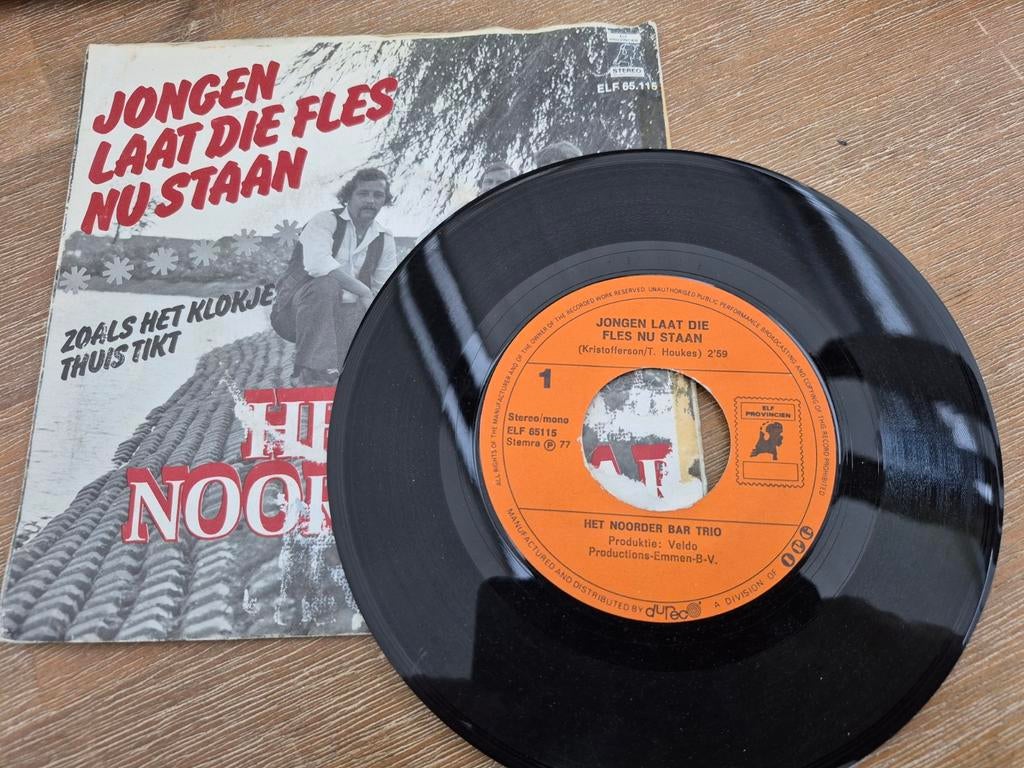 JONGEN
LAAT DIE FLES
NU STAAN
ELF
PROVINCIEN
STEREO
ELF 65.115
ZOALS HET KLOKJE
THUIS TIKT
ALL RIGHTS OF THE MANUFACTURER AND OF THE OWNER OF THE RECORDED WORK RESERVED. UNAUTHORISED PUBLIC PERFORMANCE BROADCASTING AND COPYING OF THIS RECORD PROHIBITED
JONGEN LAAT DIE
FLES NU STAAN
(Kristofferson/T. Houkes) 2'59
1
Stereo/mono
ELF 65115
Stemra Ⓟ 77
ELF
PROVINCIEN
HET NOORDER BAR TRIO
Produktie: Veldo
Productions-Emmen-B-V.
MANUFACTURED AND DISTRIBUTED BY dureco A DIVISION OF